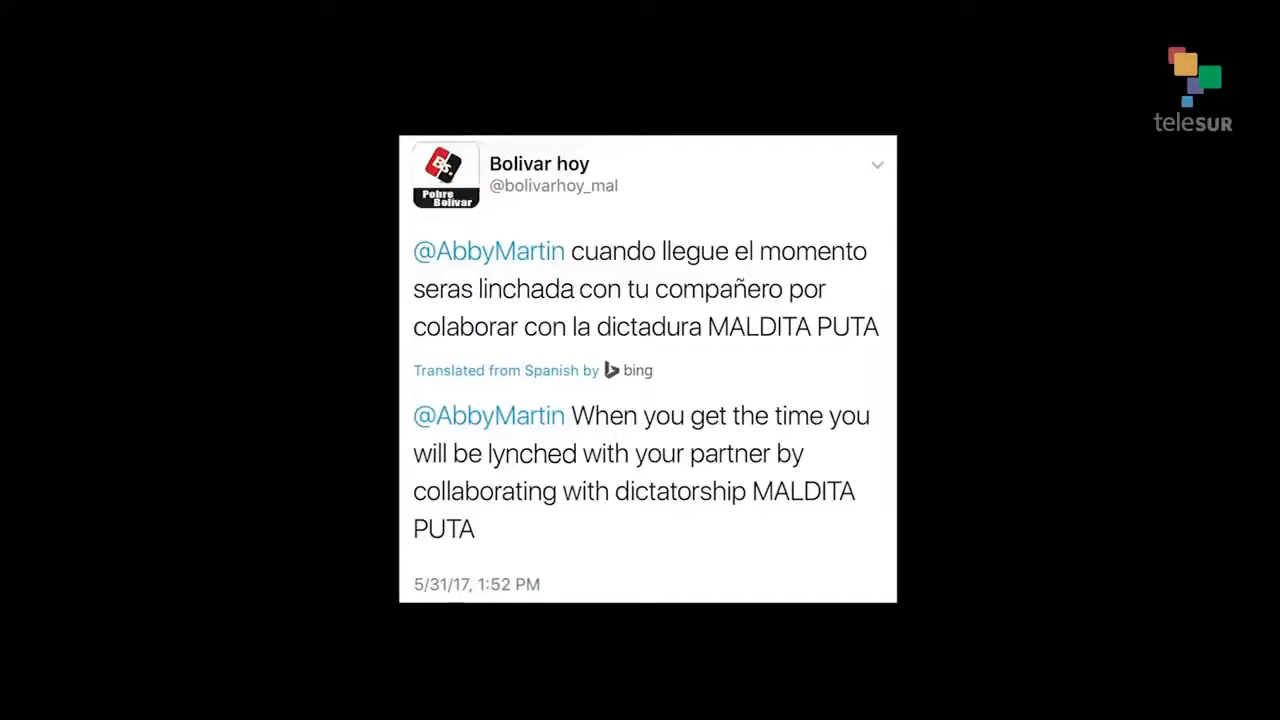 teleSUR
Bolivar hoy
@bolivarhoy_mal
Bs.
Pobre
Bolivar
@AbbyMartin cuando llegue el momento
seras linchada con tu compañero por
colaborar con la dictadura MALDITA PUTA
Translated from Spanish by bing
@AbbyMartin When you get the time you
will be lynched with your partner by
collaborating with dictatorship MALDITA
PUTA
5/31/17, 1:52 PM